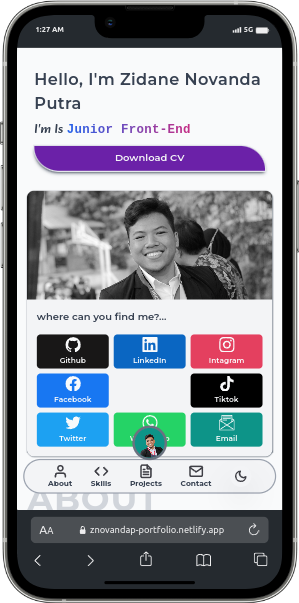 1:27 AM
5G
Hello, I'm Zidane Novanda
Putra
I'm Is Junior Front-End
Download CV
where can you find me?...
Github
LinkedIn
Intagram
Facebook
Tiktok
Twitter
Email
About
Skills
Projects
Contact
ABOUT
AA
znovandap-portfolio.netlify.app